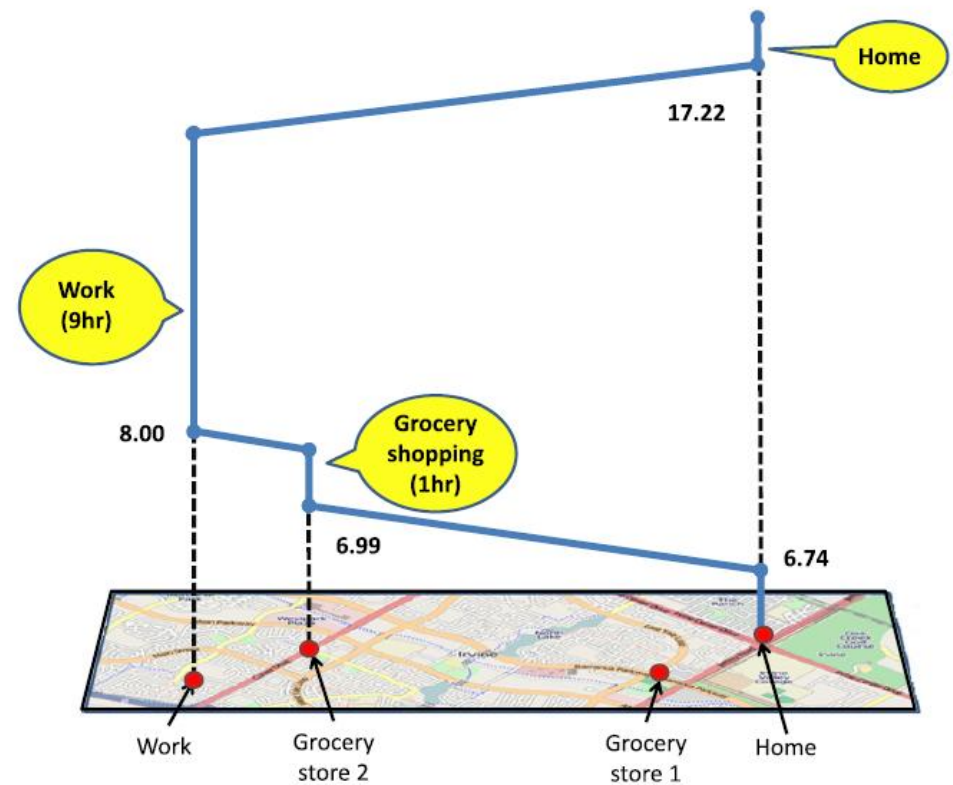 Home
17.22
Work
(9hr)
Grocery
shopping
(1hr)
8.00
6.99
6.74
Irvine
Work
Grocery
store 2
Grocery
store 1
Home